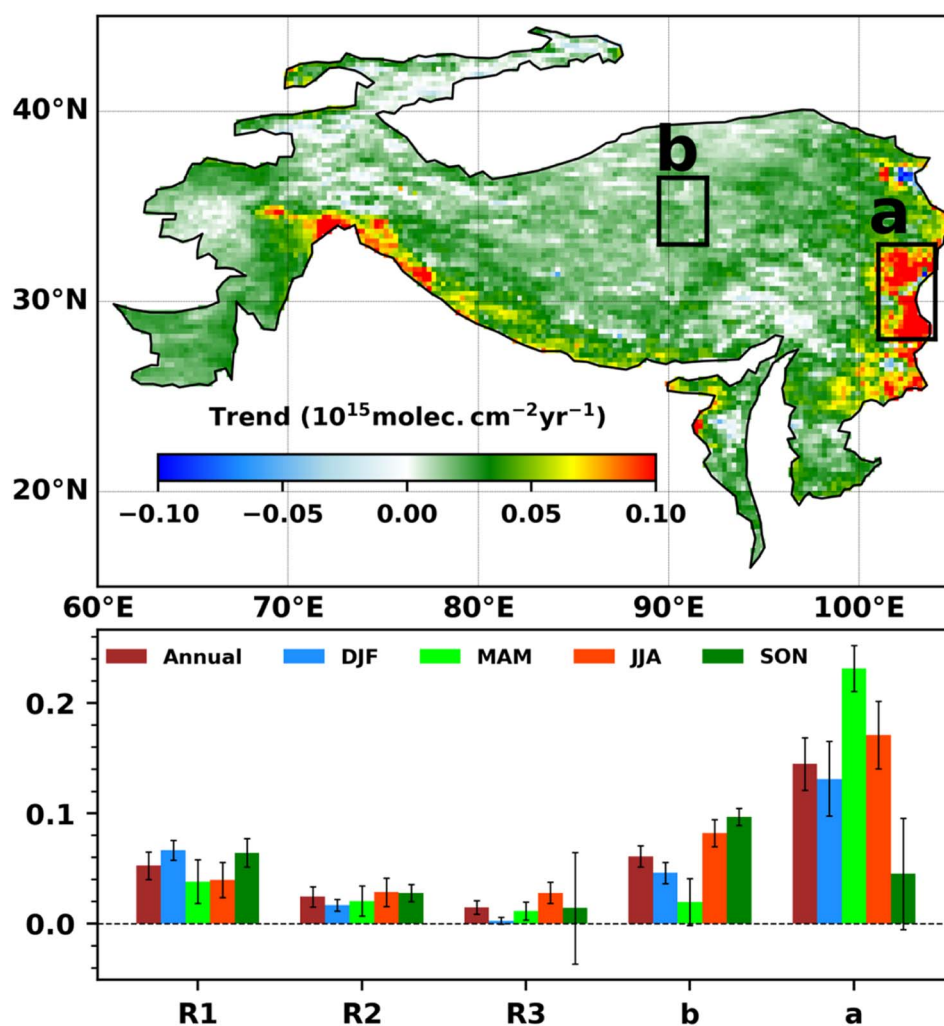 40°N
b
a
30°N
Trend (10¹⁵molec. cm⁻²yr⁻¹)
20°N
−0.10 −0.05 0.00 0.05 0.10
60°E 70°E 80°E 90°E 100°E
Annual DJF MAM JJA SON
0.2
0.1
0.0
R1 R2 R3 b a